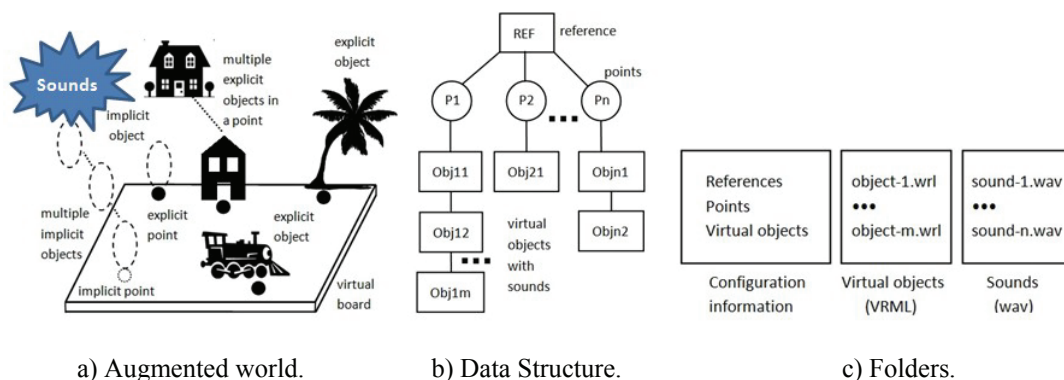 Sounds
multiple
explicit
objects in
a point
explicit
object
implicit
object
multiple
implicit
objects
explicit
point
explicit
object
implicit point
virtual
board
REF
reference
points
P1
P2
•••
Pn
Obj11
Obj21
Objn1
Obj12
•••
Obj1m
Objn2
virtual
objects
with
sounds
References
Points
Virtual objects
object-1.wrl
•••
object-m.wrl
sound-1.wav
•••
sound-n.wav
Configuration
information
Virtual objects
(VRML)
Sounds
(wav)
a) Augmented world.
b) Data Structure.
c) Folders.